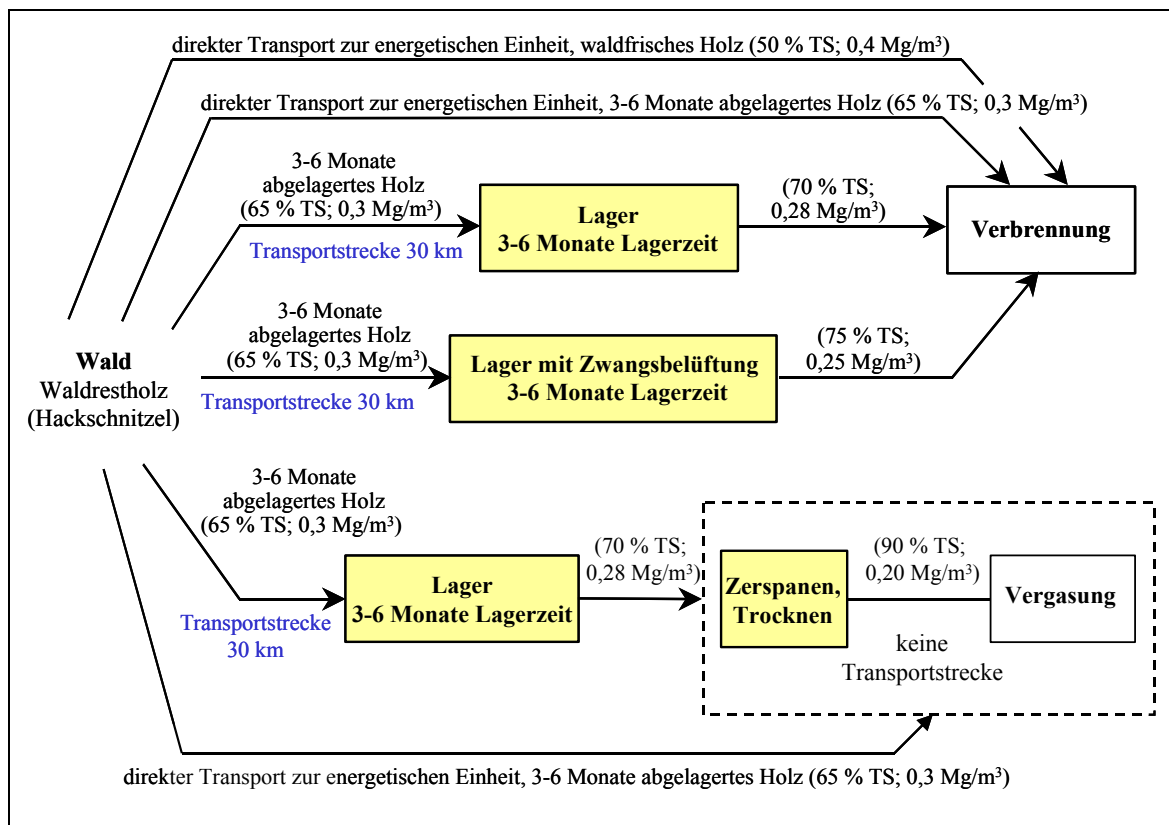 direkter Transport zur energetischen Einheit, waldfrisches Holz (50 % TS; 0,4 Mg/m³)
direkter Transport zur energetischen Einheit, 3-6 Monate abgelagertes Holz (65 % TS; 0,3 Mg/m³)
3-6 Monate
abgelagertes Holz
(65 % TS; 0,3 Mg/m³)
Transportstrecke 30 km
Lager
3-6 Monate Lagerzeit
(70 % TS;
0,28 Mg/m³)
Verbrennung
3-6 Monate
abgelagertes Holz
(65 % TS; 0,3 Mg/m³)
Transportstrecke 30 km
Lager mit Zwangsbelüftung
3-6 Monate Lagerzeit
(75 % TS;
0,25 Mg/m³)
Wald
Waldrestholz
(Hackschnitzel)
3-6 Monate
abgelagertes Holz
(65 % TS; 0,3 Mg/m³)
Transportstrecke
30 km
Lager
3-6 Monate Lagerzeit
(70 % TS;
0,28 Mg/m³)
Zerspanen,
Trocknen
(90 % TS;
0,20 Mg/m³)
Vergasung
keine
Transportstrecke
direkter Transport zur energetischen Einheit, 3-6 Monate abgelagertes Holz (65 % TS; 0,3 Mg/m³)